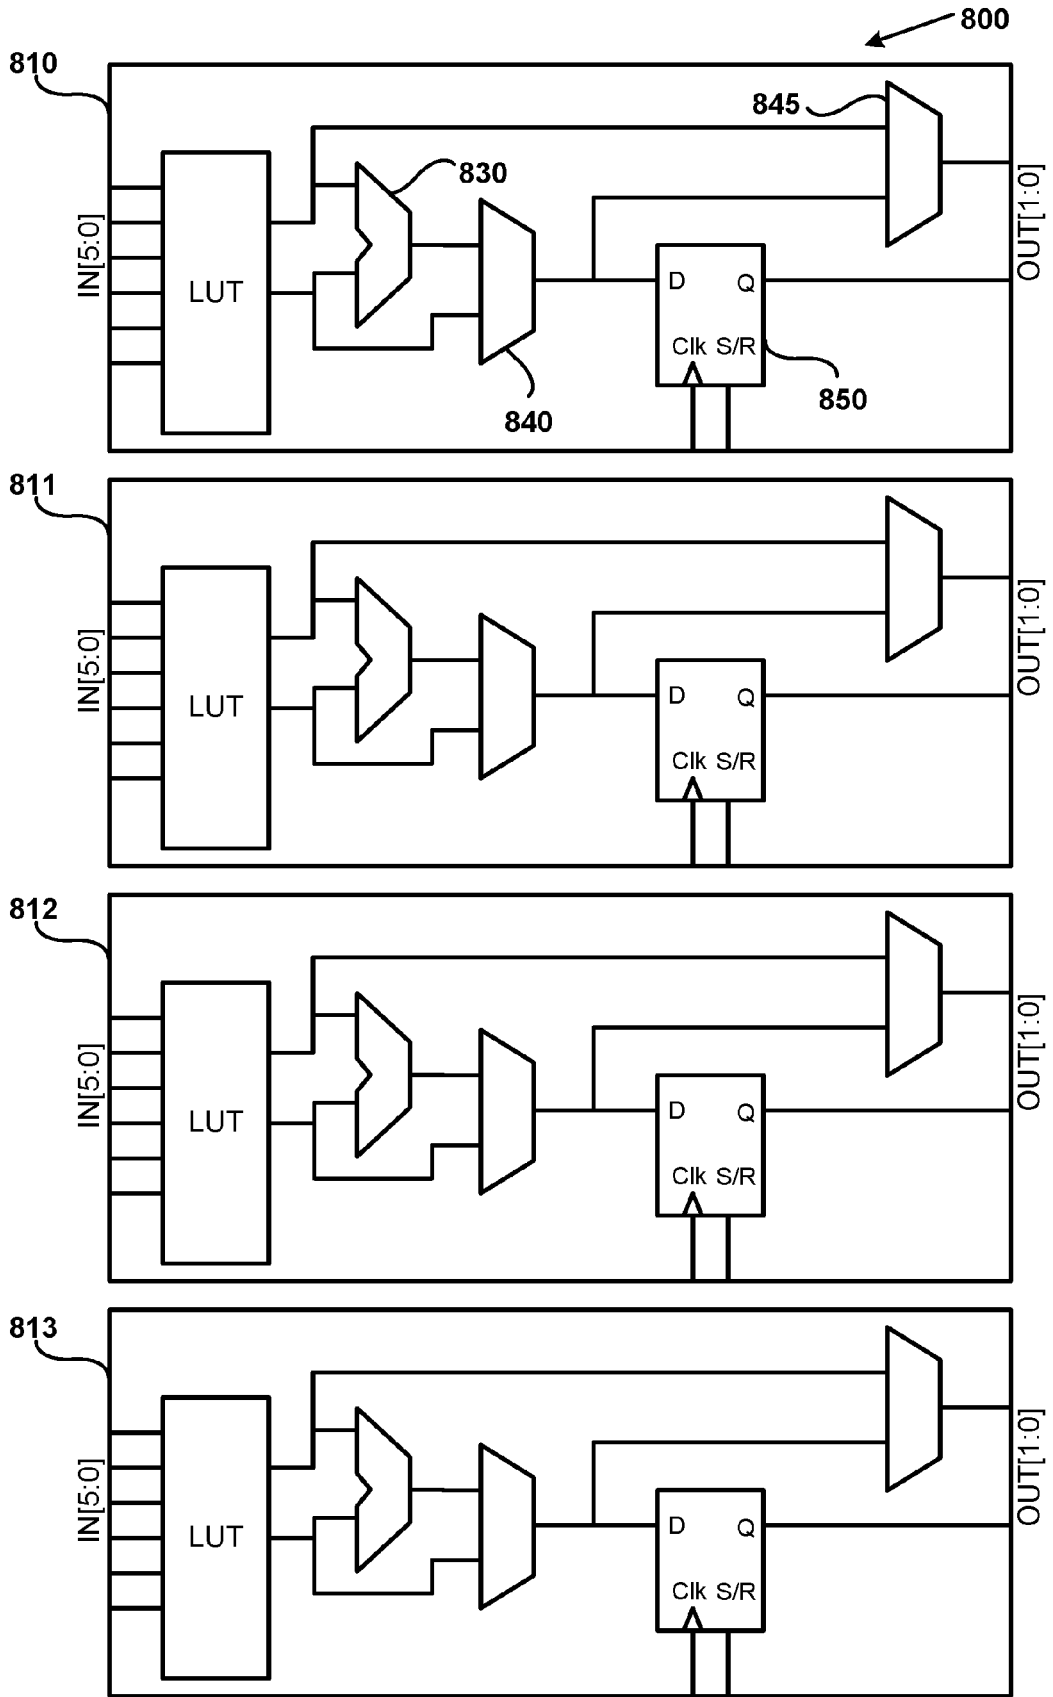 800
810
845
830
IN[5:0]
LUT
OUT[1:0]
D Q
Clk S/R
850
840
811
IN[5:0]
LUT
OUT[1:0]
D Q
Clk S/R
812
IN[5:0]
LUT
OUT[1:0]
D Q
Clk S/R
813
IN[5:0]
LUT
OUT[1:0]
D Q
Clk S/R